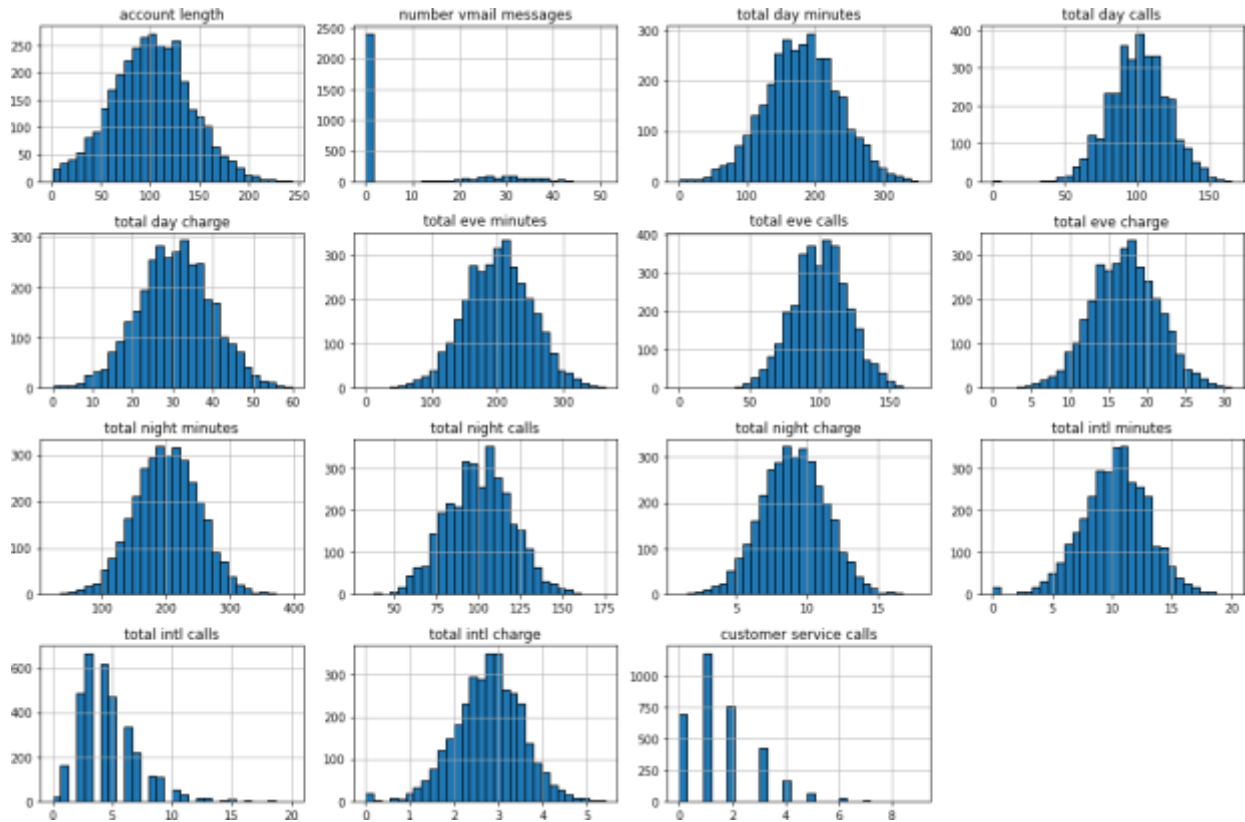 account length
number vmail messages
total day minutes
total day calls
250
200
150
100
50
0
0 50 100 150 200 250
2500
2000
1500
1000
500
0
0 10 20 30 40 50
300
200
100
0
0 100 200 300
400
300
200
100
0
0 50 100 150
total day charge
total eve minutes
total eve calls
total eve charge
300
200
100
0
0 10 20 30 40 50 60
300
200
100
0
0 100 200 300
400
300
200
100
0
0 50 100 150
300
200
100
0
0 5 10 15 20 25 30
total night minutes
total night calls
total night charge
total intl minutes
300
200
100
0
100 200 300 400
300
200
100
0
50 75 100 125 150 175
300
200
100
0
5 10 15
300
200
100
0
0 5 10 15 20
total intl calls
total intl charge
customer service calls
600
400
200
0
0 5 10 15 20
300
200
100
0
0 1 2 3 4 5
1000
750
500
250
0
0 2 4 6 8